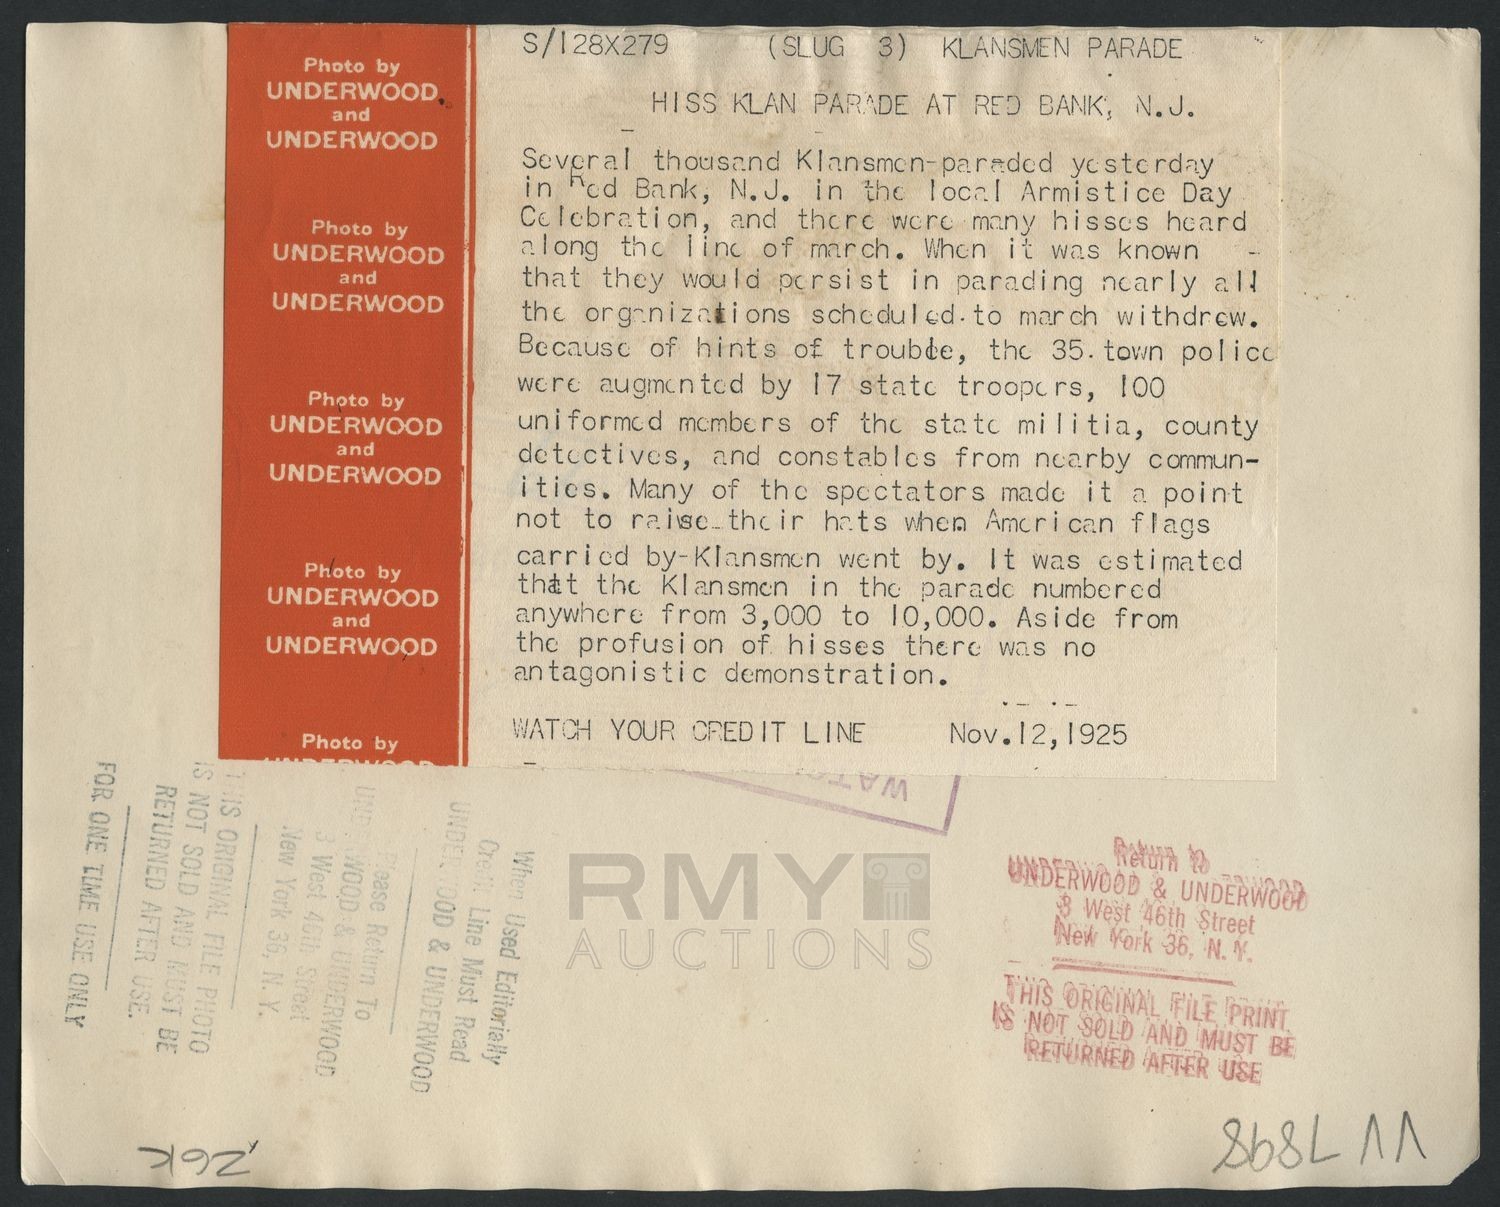 Photo by
UNDERWOOD
and
UNDERWOOD
Photo by
UNDERWOOD
and
UNDERWOOD
Photo by
UNDERWOOD
and
UNDERWOOD
Photo by
UNDERWOOD
and
UNDERWOOD
Photo by
UNDERWOOD
S/128X279 (SLUG 3) KLANSMEN PARADE
HISS KLAN PARADE AT RED BANK, N.J.
Several thousand Klansmen-paraded yesterday
in Red Bank, N.J. in the local Armistice Day
Celebration, and there were many hisses heard
along the line of march. When it was known -
that they would persist in parading nearly all
the organizations scheduled to march withdrew.
Because of hints of trouble, the 35 town police
were augmented by 17 state troopers, 100
uniformed members of the state militia, county
detectives, and constables from nearby commun-
ities. Many of the spectators made it a point
not to raise their hats when American flags
carried by-Klansmen went by. It was estimated
that the Klansmen in the parade numbered
anywhere from 3,000 to 10,000. Aside from
the profusion of hisses there was no
antagonistic demonstration.
WATCH YOUR CREDIT LINE Nov.12,1925
When Used Editorially
Credit Line Must Read
UNDERWOOD & UNDERWOOD
Please Return To
UNDERWOOD & UNDERWOOD
3 West 46th Street
New York 36, N. Y.
THIS ORIGINAL FILE PHOTO
IS NOT SOLD AND MUST BE
RETURNED AFTER USE.
FOR ONE TIME USE ONLY
RMY
AUCTIONS
Return to
UNDERWOOD & UNDERWOOD
3 West 46th Street
New York 36, N. Y.
THIS ORIGINAL FILE PRINT
IS NOT SOLD AND MUST BE
RETURNED AFTER USE